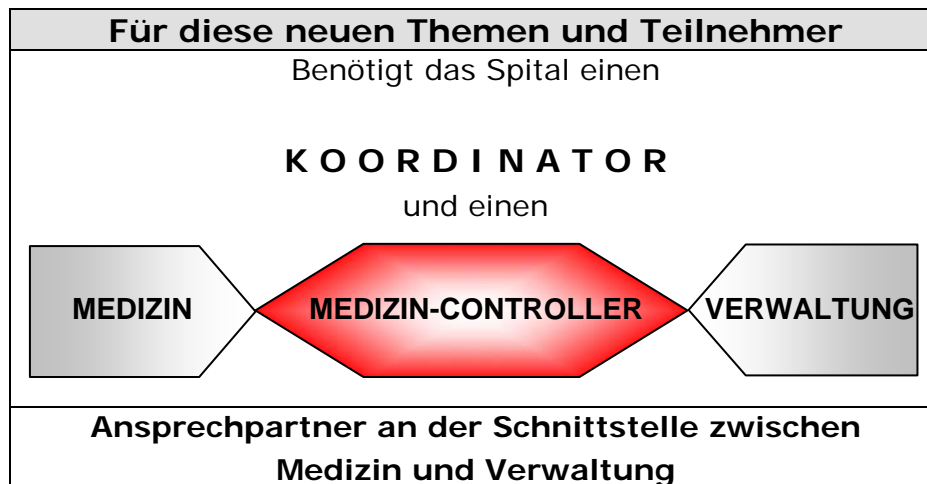 Für diese neuen Themen und Teilnehmer
Benötigt das Spital einen
KOORDINATOR
und einen
MEDIZIN MEDIZIN-CONTROLLER VERWALTUNG
Ansprechpartner an der Schnittstelle zwischen
Medizin und Verwaltung